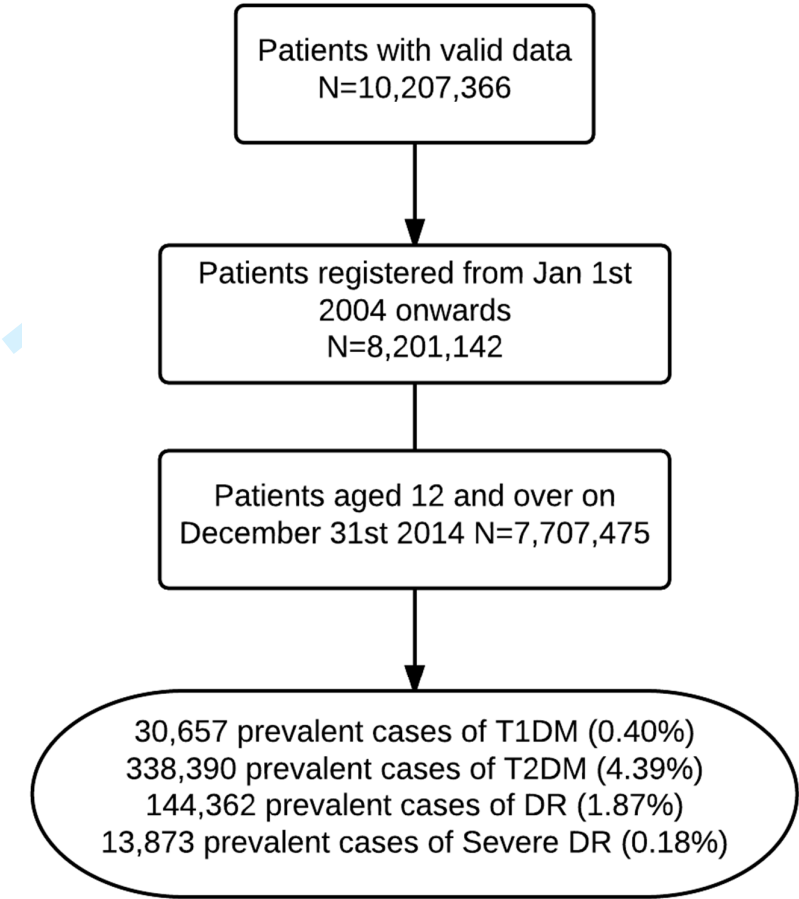 Patients with valid data
N=10,207,366
Patients registered from Jan 1st
2004 onwards
N=8,201,142
Patients aged 12 and over on
December 31st 2014 N=7,707,475
30,657 prevalent cases of T1DM (0.40%)
338,390 prevalent cases of T2DM (4.39%)
144,362 prevalent cases of DR (1.87%)
13,873 prevalent cases of Severe DR (0.18%)